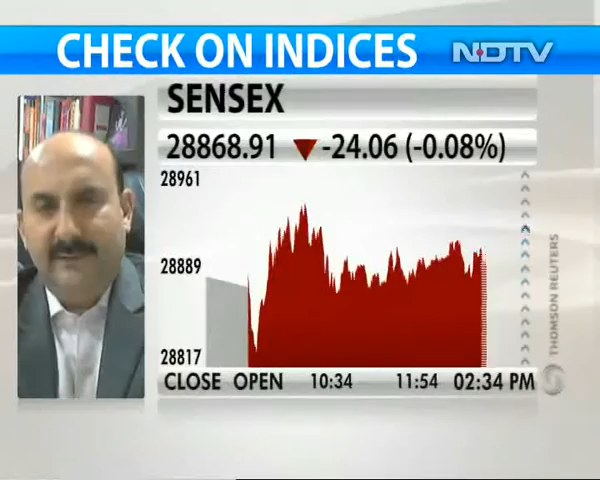 CHECK ON INDICES NDTV
SENSEX
28868.91 ▼ -24.06 (-0.08%)
28961
28889
28817
CLOSE OPEN 10:34 11:54 02:34 PM
THOMSON REUTERS